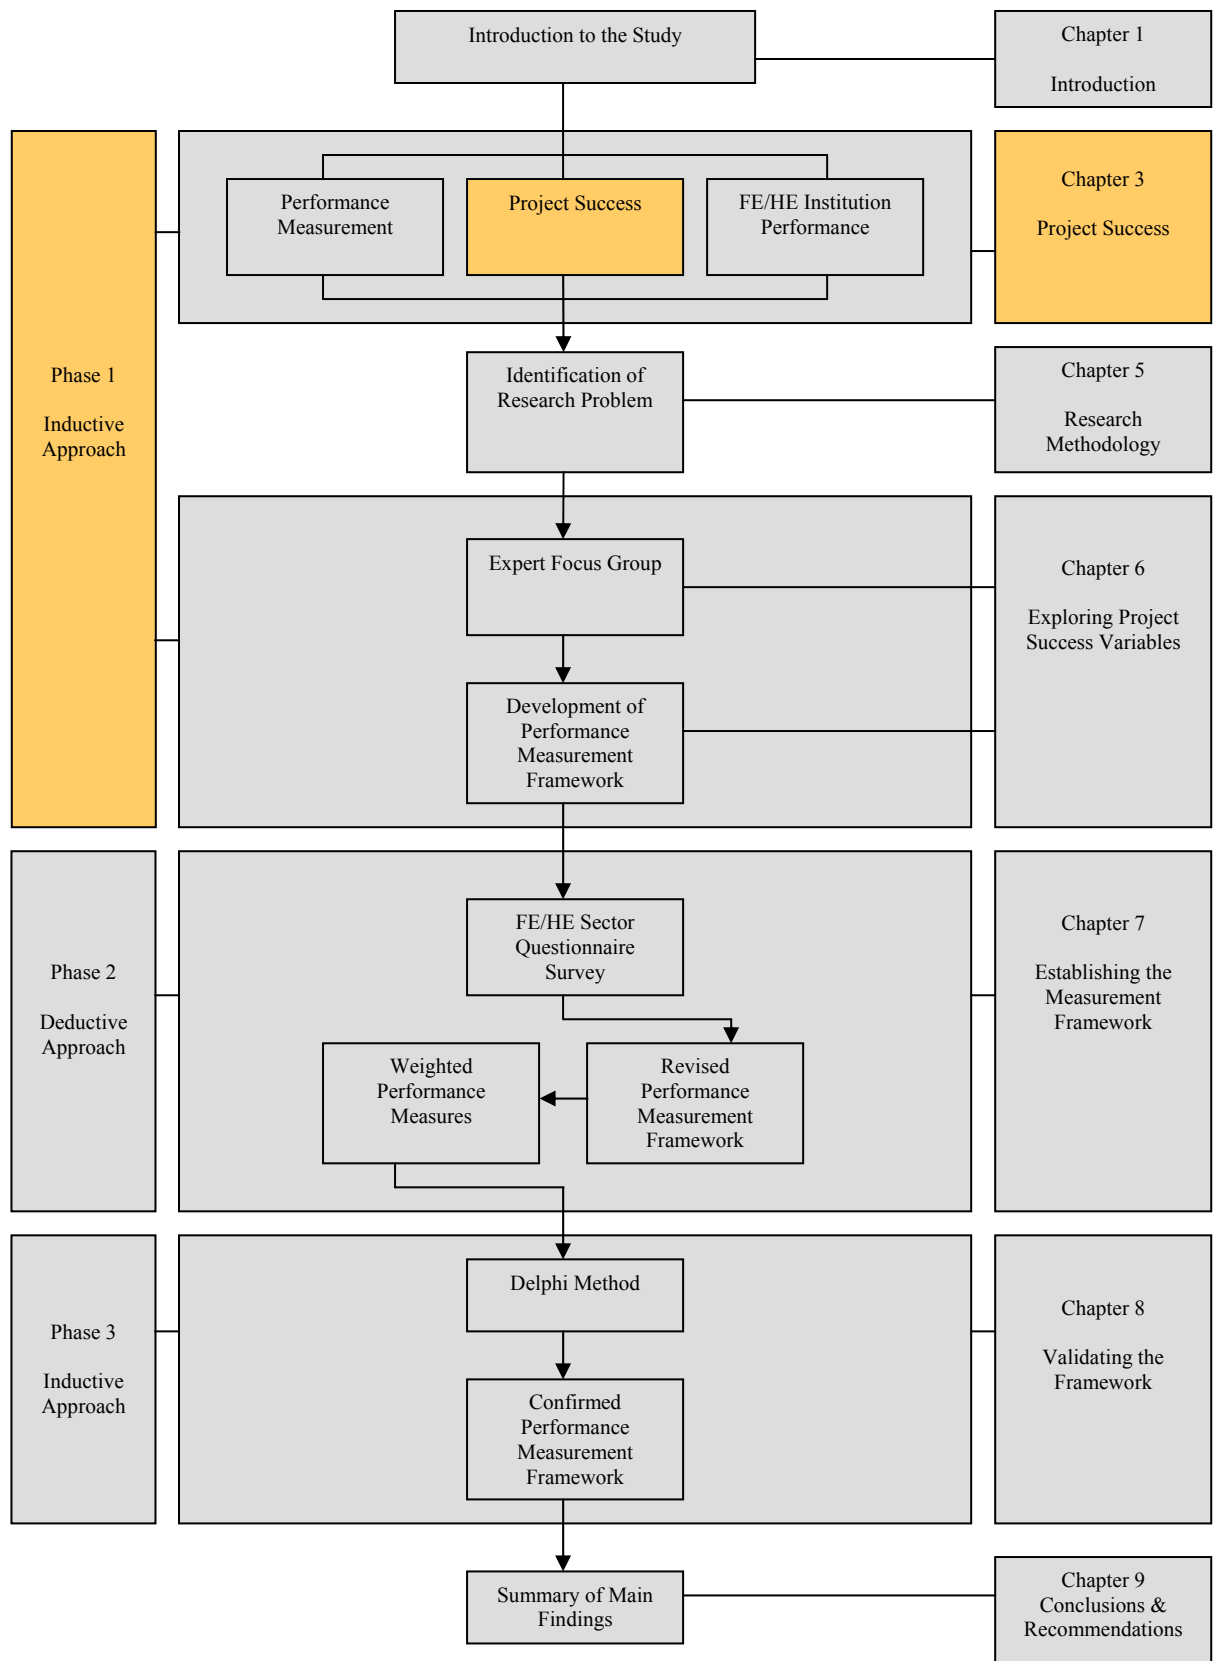 Introduction to the Study
Chapter 1
Introduction
Performance
Measurement
Project Success
FE/HE Institution
Performance
Chapter 3
Project Success
Phase 1
Inductive
Approach
Identification of
Research Problem
Chapter 5
Research
Methodology
Expert Focus Group
Development of
Performance
Measurement
Framework
Chapter 6
Exploring Project
Success Variables
Phase 2
Deductive
Approach
FE/HE Sector
Questionnaire
Survey
Weighted
Performance
Measures
Revised
Performance
Measurement
Framework
Chapter 7
Establishing the
Measurement
Framework
Phase 3
Inductive
Approach
Delphi Method
Confirmed
Performance
Measurement
Framework
Chapter 8
Validating the
Framework
Summary of Main
Findings
Chapter 9
Conclusions &
Recommendations